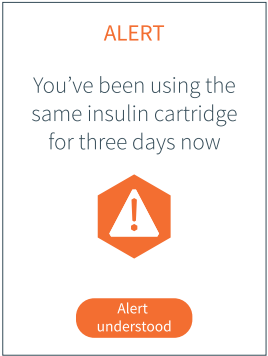 ALERT
You’ve been using the
same insulin cartridge
for three days now
Alert
understood